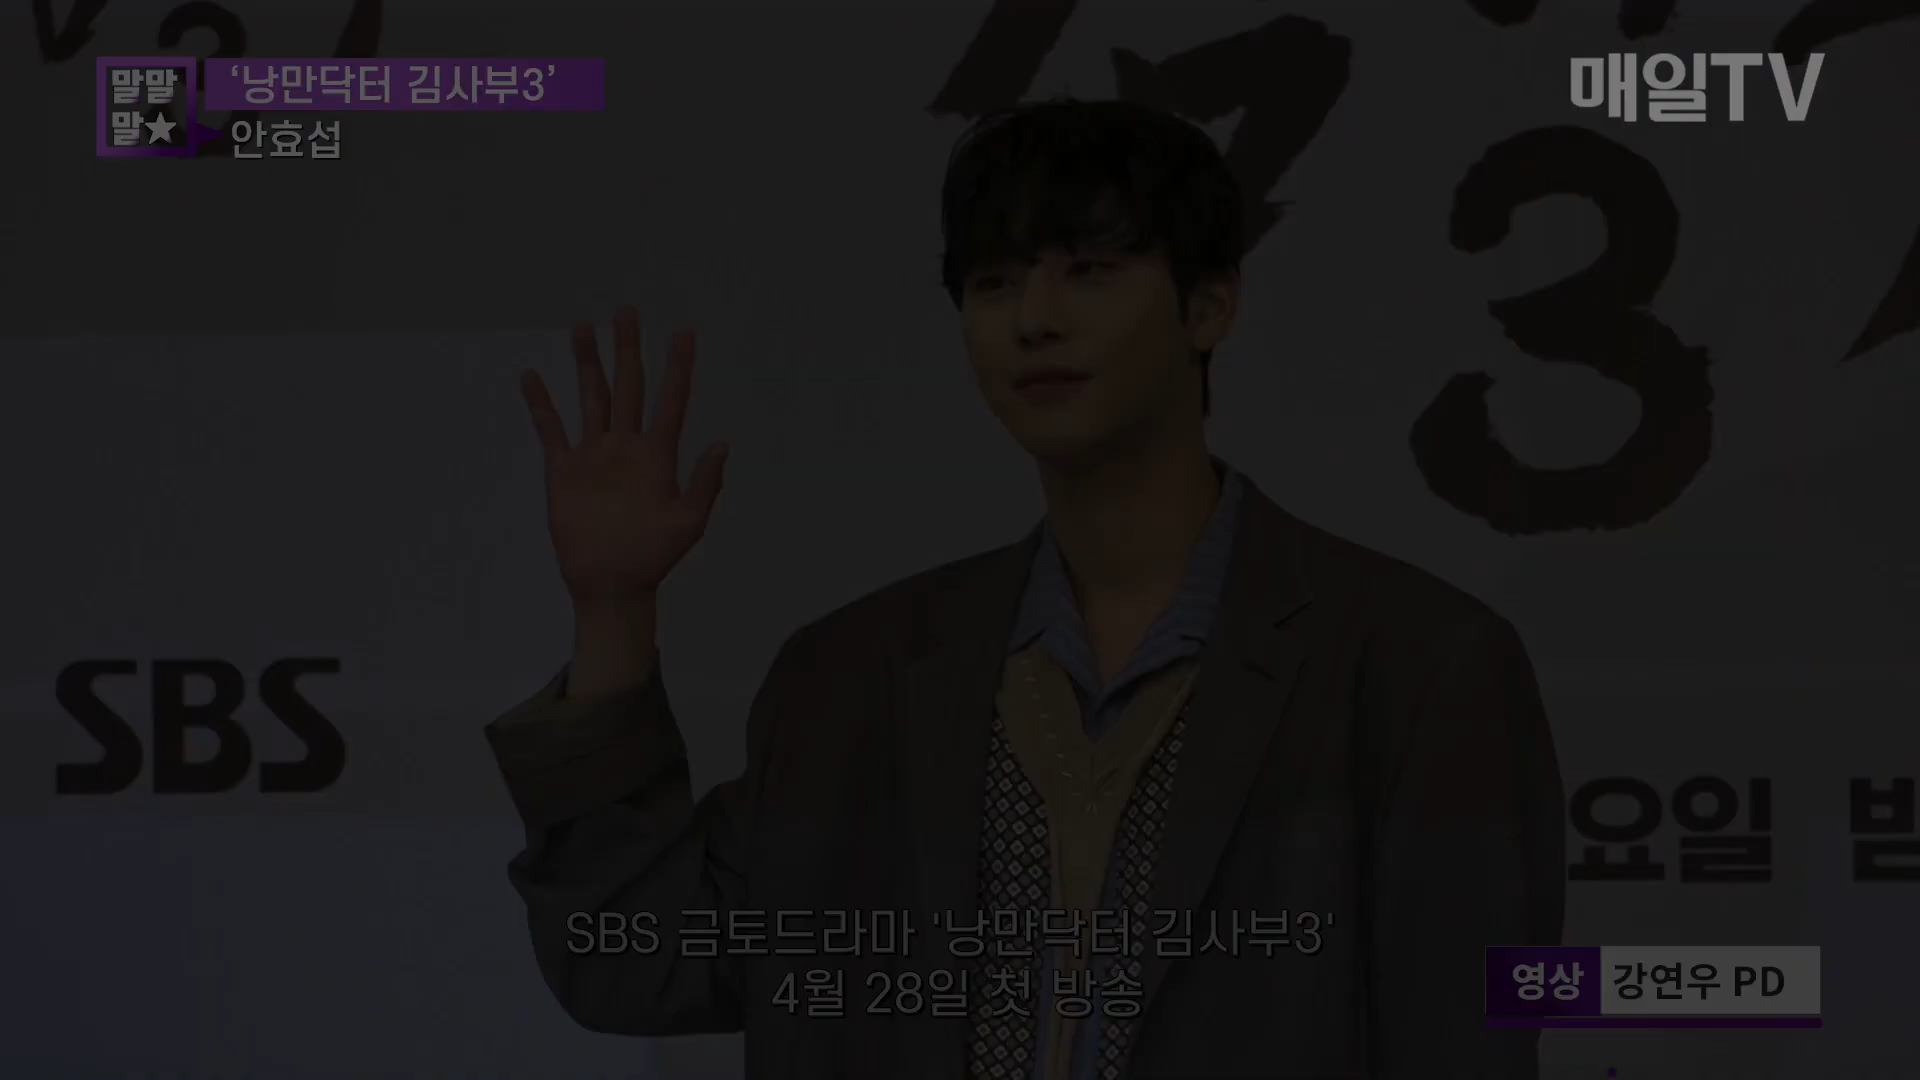 말말
말★
‘낭만닥터 김사부3’
안효섭
매일TV
3
3
SBS
요일 밤
SBS 금토드라마 '낭만닥터 김사부3'
4월 28일 첫 방송
영상 강연우 PD